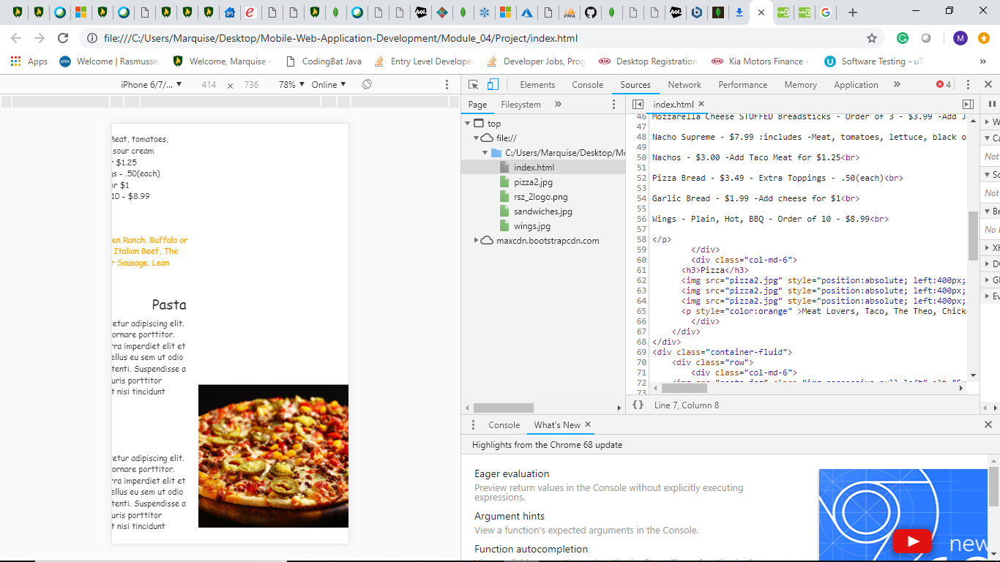 file:///C:/Users/Marquise/Desktop/Mobile-Web-Application-Development/Module_04/Project/index.html
M
Apps
OTH Welcome | Rasmusse
Welcome, Marquise -
CodingBat Java
Entry Level Develope
Developer Jobs, Prog
Desktop Registration
Kia Motors Finance -
Software Testing - uT
»
iPhone 6/7/... ▼ 414 × 736 78% ▼ Online ▼
Elements Console Sources Network Performance Memory Application » 4
Page Filesystem »
index.html ×
top
file://
C:/Users/Marquise/Desktop/Mo
index.html
pizza2.jpg
rsz_2logo.png
sandwiches.jpg
wings.jpg
maxcdn.bootstrapcdn.com
46 Mozzarella Cheese STUFFED Breadsticks - Order of 3 - $3.99 -Add J
47
48 Nacho Supreme - $7.99 :includes -Meat, tomatoes, lettuce, black o
49
50 Nachos - $3.00 -Add Taco Meat for $1.25<br>
51
52 Pizza Bread - $3.49 - Extra Toppings - .50(each)<br>
53
54 Garlic Bread - $1.99 -Add cheese for $1<br>
55
56 Wings - Plain, Hot, BBQ - Order of 10 - $8.99<br>
57
58 </p>
59 </div>
60 <div class="col-md-6">
61 <h3>Pizza</h3>
62 <img src="pizza2.jpg" style="position:absolute; left:400px;
63 <img src="pizza2.jpg" style="position:absolute; left:400px;
64 <img src="pizza2.jpg" style="position:absolute; left:400px;
65 <p style="color:orange" >Meat Lovers, Taco, The Theo, Chick
66 </div>
67 </div>
68 </div>
69 <div class="container-fluid">
70 <div class="row">
71 <div class="col-md-6">
72
73
{} Line 7, Column 8
W
Ca
Not
Sc
Not
Br
No b
XH
DO
Gl
Ev
Meat, tomatoes,
sour cream
r $1.25
gs - .50(each)
or $1
10 - $8.99
en Ranch, Buffalo or
Italian Beef, The
r Sausage, Lean
Pasta
etur adipiscing elit.
ornare porttitor.
rra imperdiet elit et
ellus eu sem ut odio
tenti. Suspendisse a
uris porttitor
t nisi tincidunt
etur adipiscing elit.
ornare porttitor.
rra imperdiet elit et
ellus eu sem ut odio
tenti. Suspendisse a
uris porttitor
t nisi tincidunt
Console What's New ×
Highlights from the Chrome 68 update
Eager evaluation
Preview return values in the Console without explicitly executing
expressions.
Argument hints
View a function's expected arguments in the Console.
Function autocompletion
new